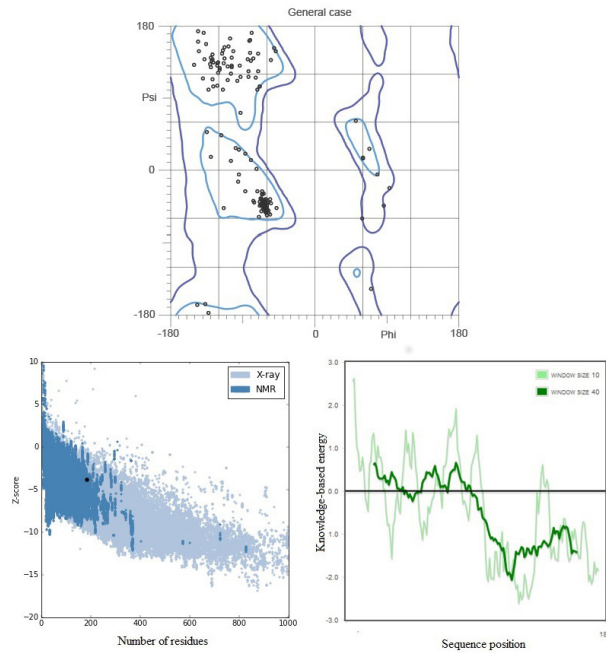 General case
180
Psi
0
-180
-180
0
Phi
180
10
5
0
−5
−10
−15
−20
Z-score
X-ray
NMR
0
200
400
600
800
1000
Number of residues
3.0
2.0
1.0
0.0
-1.0
-2.0
-3.0
Knowledge-based energy
WINDOW SIZE 10
WINDOW SIZE 40
Sequence position
18